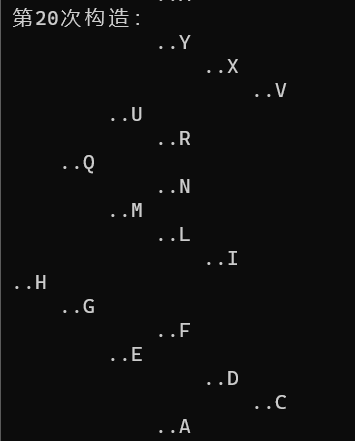 第20次构造:
..Y
..X
..V
..U
..R
..Q
..N
..M
..L
..I
..H
..G
..F
..E
..D
..C
..A